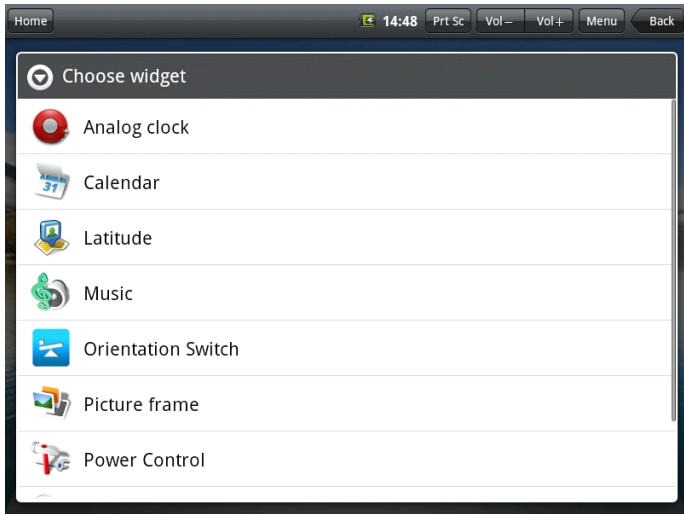 Home 14:48 Prt Sc Vol– Vol+ Menu Back
Choose widget
Analog clock
31 Calendar
Latitude
Music
Orientation Switch
Picture frame
Power Control